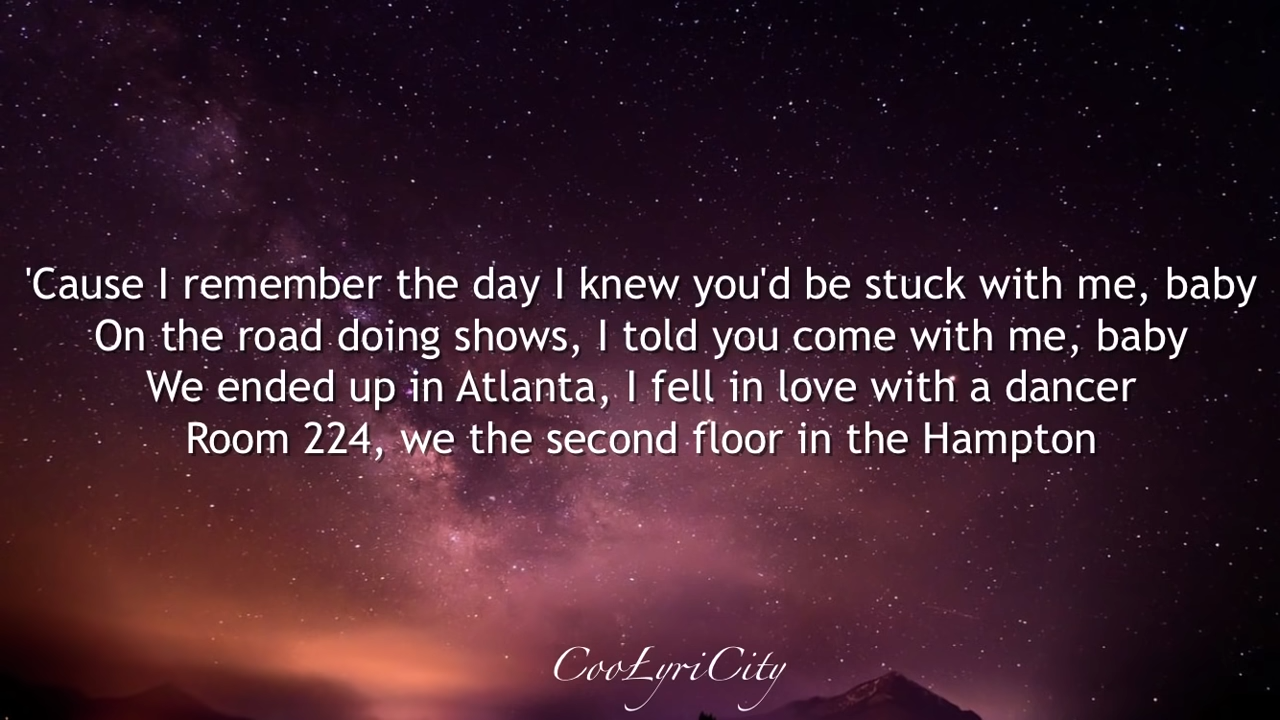 'Cause I remember the day I knew you'd be stuck with me, baby
On the road doing shows, I told you come with me, baby
We ended up in Atlanta, I fell in love with a dancer
Room 224, we the second floor in the Hampton
CooLyriCity